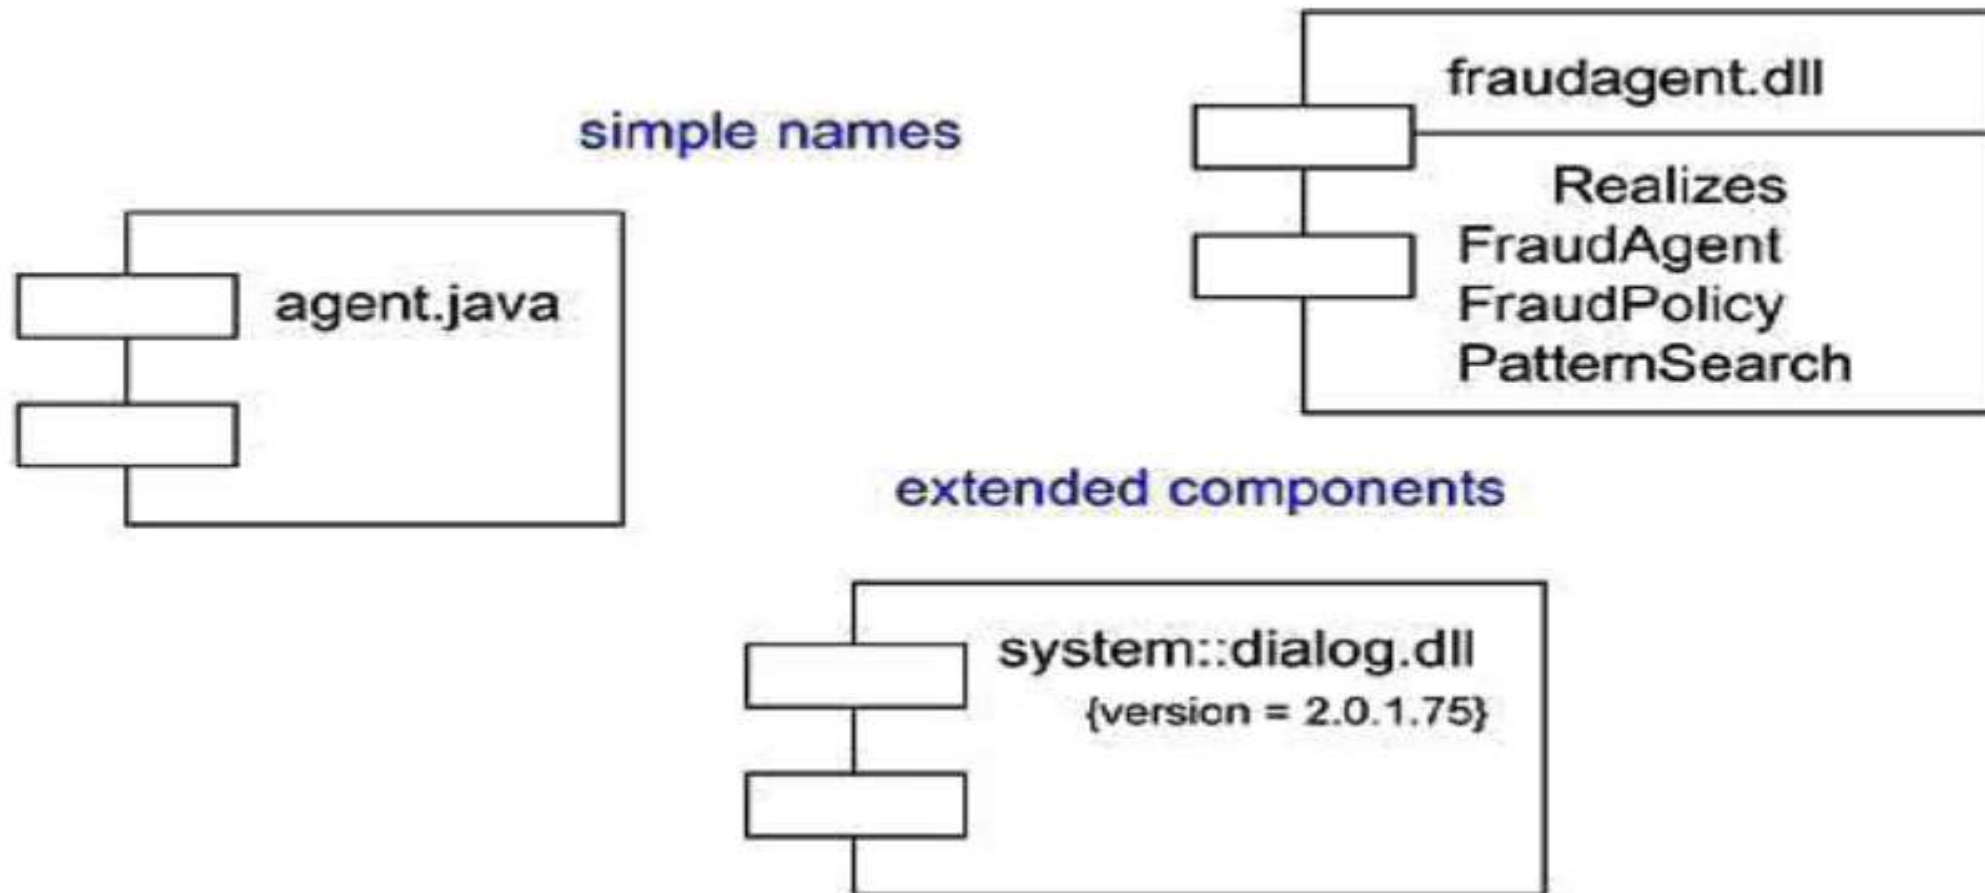 simple names
agent.java
fraudagent.dll
Realizes
FraudAgent
FraudPolicy
PatternSearch
extended components
system::dialog.dll
{version = 2.0.1.75}